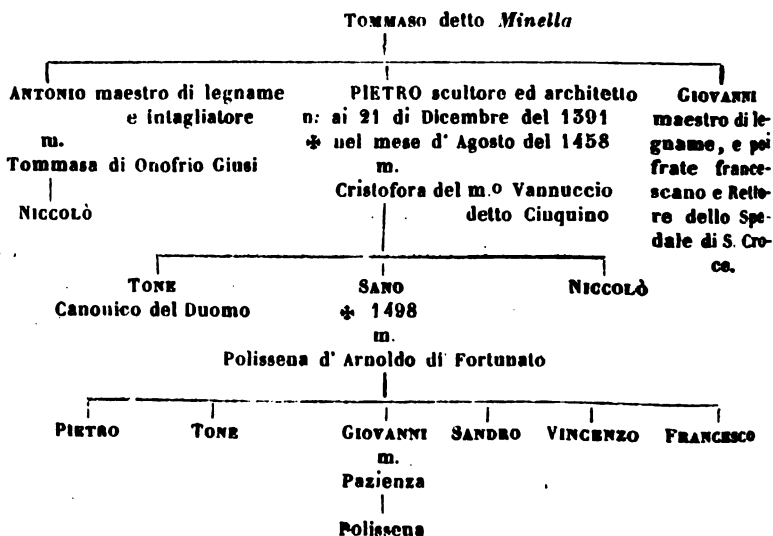 TOMMASO detto Minella
ANTONIO maestro di legname
e intagliatore
m.
Tommasa di Onofrio Giusi
NICCOLÒ
PIETRO scultore ed architetto
n: ai 21 di Dicembre del 1391
✠ nel mese d' Agosto del 1458
m.
Cristofora del m.o Vannuccio
detto Ciuquino
GIOVANNI
maestro di le-
gname, e poi
frate france-
scano e Retto-
re dello Spe-
dale di S. Cro-
ce.
TONE
Canonico del Duomo
SANO
✠ 1498
m.
Polissena d' Arnoldo di Fortunato
NICCOLÒ
PIETRO TONE GIOVANNI SANDRO VINCENZO FRANCESCO
m.
Pazienza
Polissena